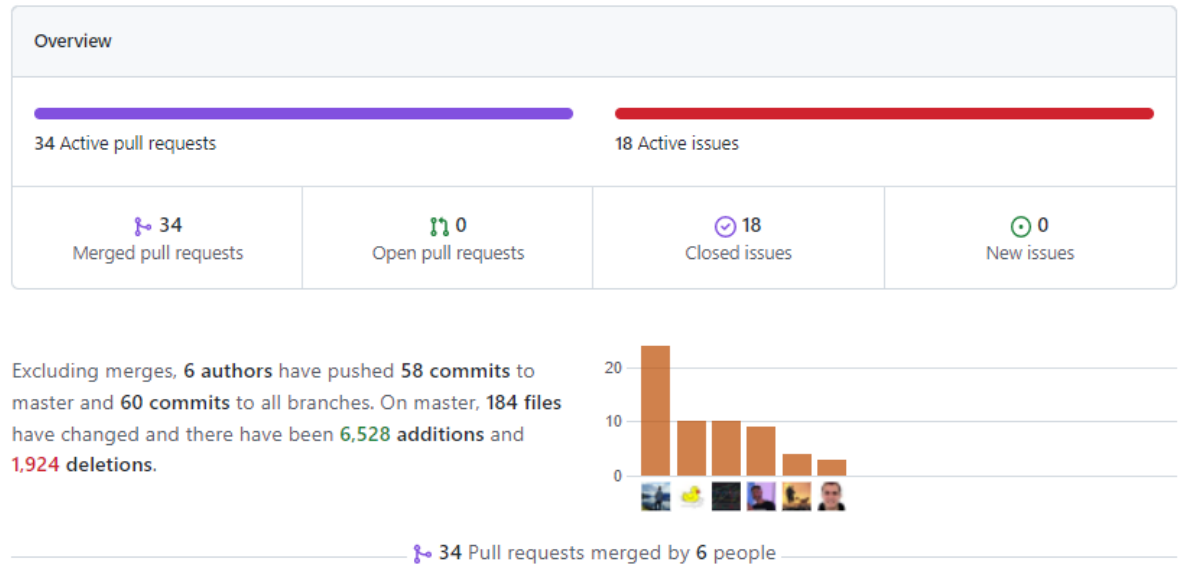 Overview
34 Active pull requests
18 Active issues
34
Merged pull requests
0
Open pull requests
18
Closed issues
0
New issues
Excluding merges, 6 authors have pushed 58 commits to
master and 60 commits to all branches. On master, 184 files
have changed and there have been 6,528 additions and
1,924 deletions.
20
10
0
34 Pull requests merged by 6 people